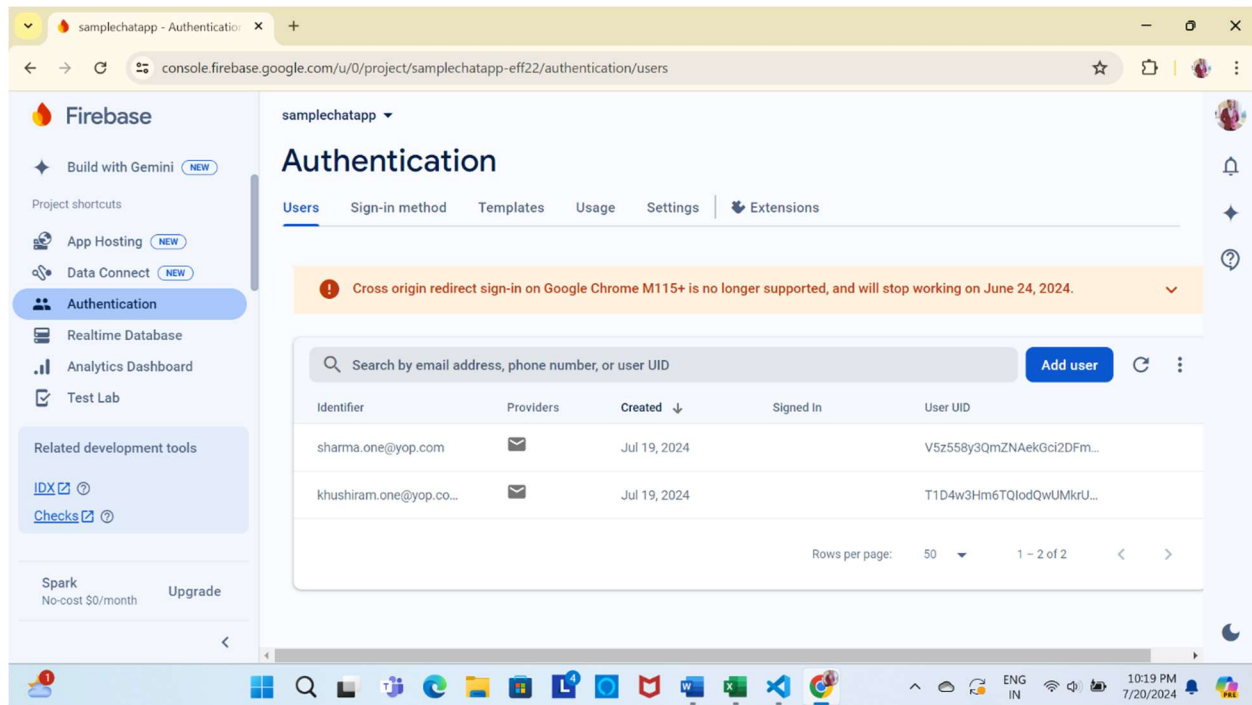 samplechatapp - Authentication
console.firebase.google.com/u/0/project/samplechatapp-eff22/authentication/users
Firebase
Build with Gemini NEW
Project shortcuts
App Hosting NEW
Data Connect NEW
Authentication
Realtime Database
Analytics Dashboard
Test Lab
Related development tools
IDX
Checks
Spark
No-cost $0/month
Upgrade
samplechatapp
Authentication
Users Sign-in method Templates Usage Settings Extensions
Cross origin redirect sign-in on Google Chrome M115+ is no longer supported, and will stop working on June 24, 2024.
Search by email address, phone number, or user UID
Add user
Identifier Providers Created Signed In User UID
sharma.one@yop.com Jul 19, 2024 V5z558y3QmZNAekGci2DFm...
khushiram.one@yop.co... Jul 19, 2024 T1D4w3Hm6TQIodQwUMkrU...
Rows per page: 50 1 – 2 of 2
1
4
ENG
IN
10:19 PM
7/20/2024
PRE